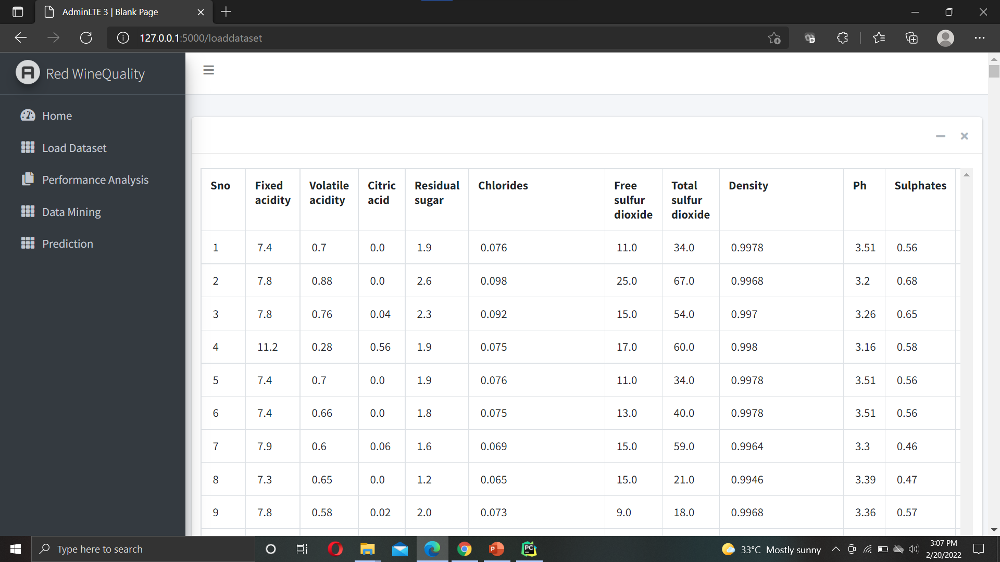 AdminLTE 3 | Blank Page
127.0.0.1:5000/loaddataset
Red WineQuality
Home
Load Dataset
Performance Analysis
Data Mining
Prediction
Sno Fixed acidity Volatile acidity Citric acid Residual sugar Chlorides Free sulfur dioxide Total sulfur dioxide Density Ph Sulphates
1 7.4 0.7 0.0 1.9 0.076 11.0 34.0 0.9978 3.51 0.56
2 7.8 0.88 0.0 2.6 0.098 25.0 67.0 0.9968 3.2 0.68
3 7.8 0.76 0.04 2.3 0.092 15.0 54.0 0.997 3.26 0.65
4 11.2 0.28 0.56 1.9 0.075 17.0 60.0 0.998 3.16 0.58
5 7.4 0.7 0.0 1.9 0.076 11.0 34.0 0.9978 3.51 0.56
6 7.4 0.66 0.0 1.8 0.075 13.0 40.0 0.9978 3.51 0.56
7 7.9 0.6 0.06 1.6 0.069 15.0 59.0 0.9964 3.3 0.46
8 7.3 0.65 0.0 1.2 0.065 15.0 21.0 0.9946 3.39 0.47
9 7.8 0.58 0.02 2.0 0.073 9.0 18.0 0.9968 3.36 0.57
Type here to search
33°C Mostly sunny
3:07 PM
2/20/2022